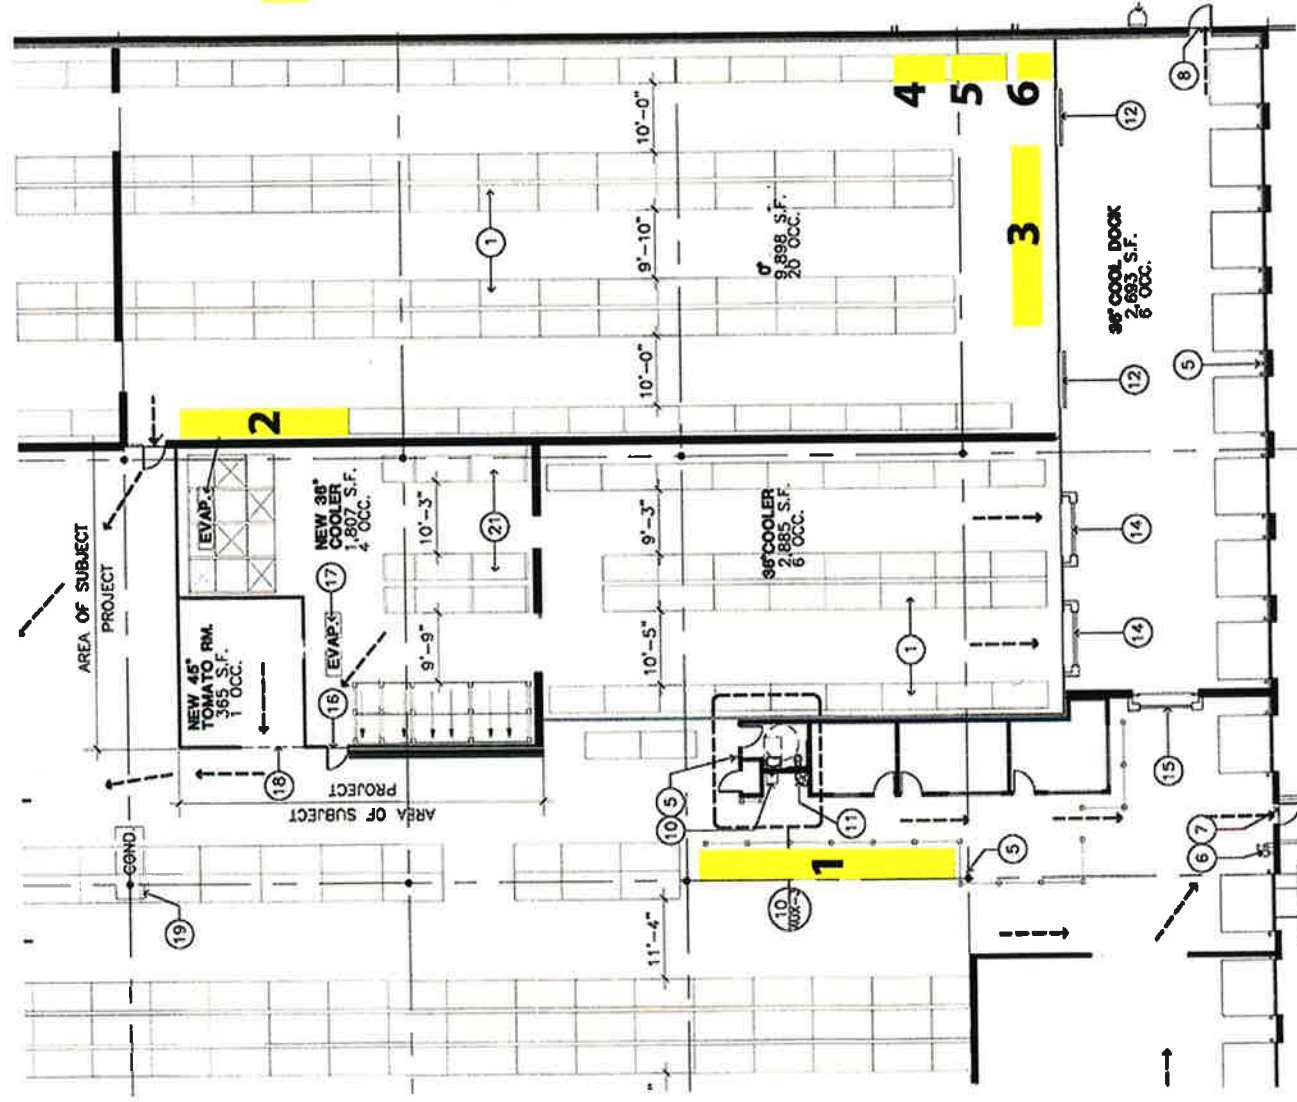 8
4
5
6
12
10'-0"
3
1
9'-10"
0°
9,898 S.F.
20 OCC.
36° COOL DOCK
2,693 S.F.
6 OCC.
10'-0"
12
5
2
AREA OF SUBJECT
PROJECT
EVAP.
NEW 36°
COOLER
1,807 S.F.
4 OCC.
10'-3"
21
9'-3"
36° COOLER
2,885 S.F.
6 OCC.
14
17
EVAP.
9'-9"
10'-5"
1
14
NEW 45°
TOMATO RM.
365 S.F.
1 OCC.
16
18
AREA OF SUBJECT
PROJECT
5
10
11
15
7
6
COND.
1
5
19
10
11'-4"